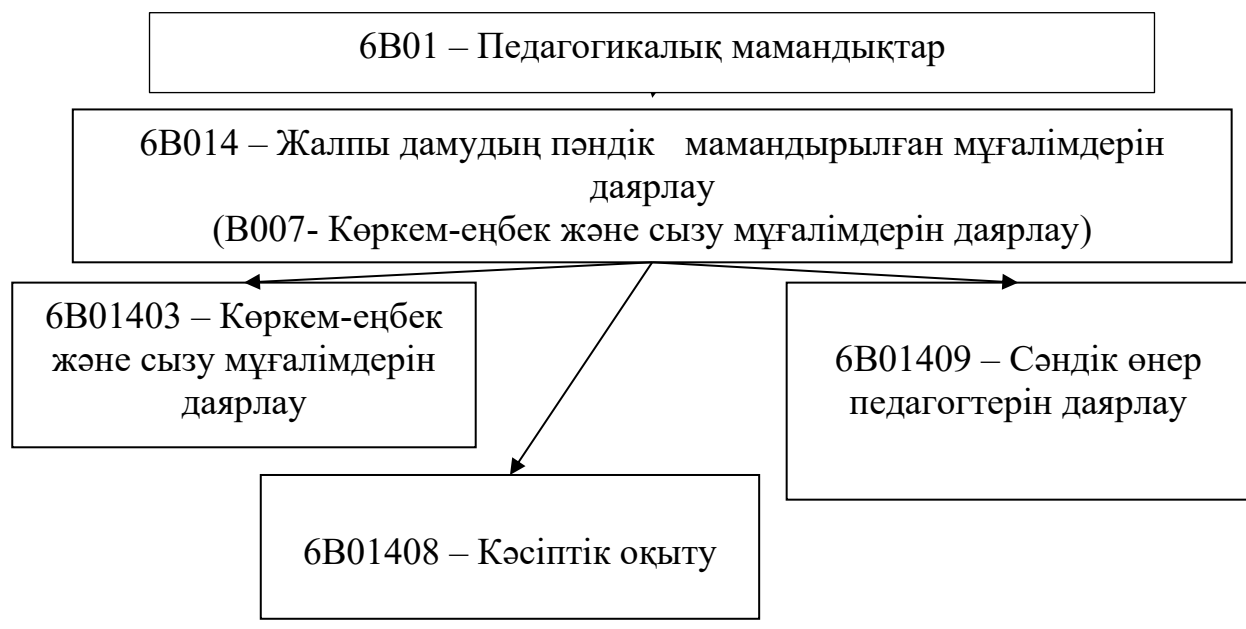 6В01 – Педагогикалық мамандықтар
6В014 – Жалпы дамудың пәндік мамандырылған мұғалімдерін
даярлау
(В007- Көркем-еңбек және сызу мұғалімдерін даярлау)
6В01403 – Көркем-еңбек
және сызу мұғалімдерін
даярлау
6В01409 – Сәндік өнер
педагогтерін даярлау
6В01408 – Кәсіптік оқыту